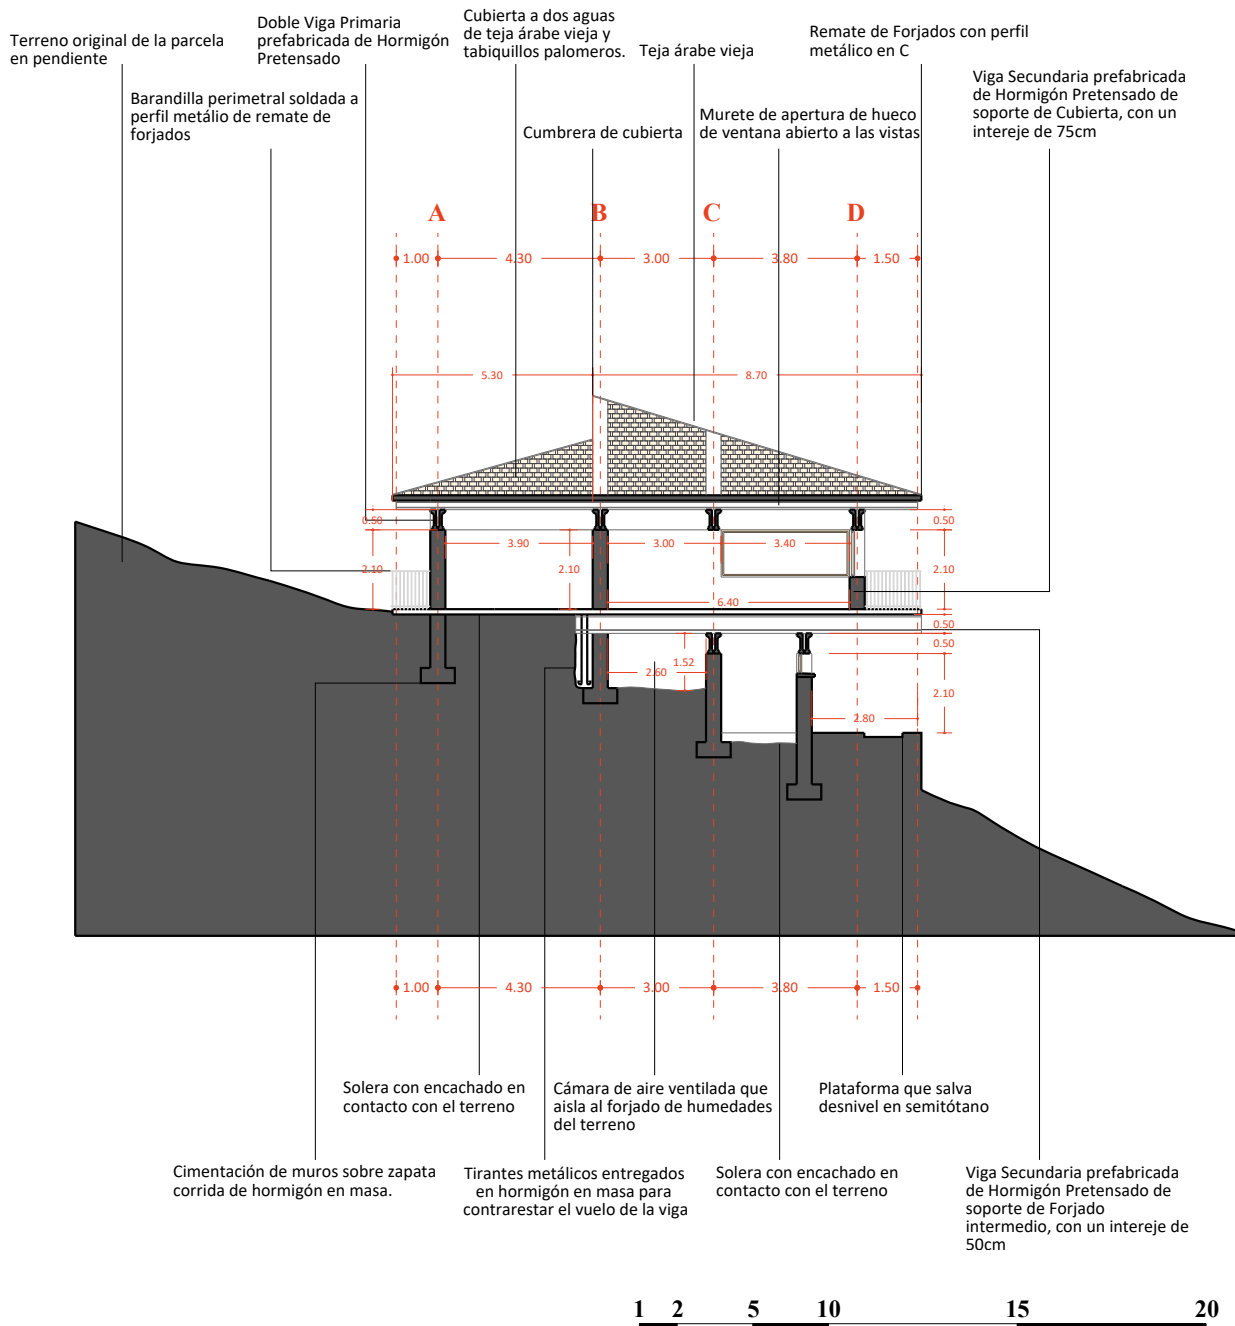 Terreno original de la parcela
en pendiente
Doble Viga Primaria
prefabricada de Hormigón
Pretensado
Cubierta a dos aguas
de teja árabe vieja y
tabiquillos palomeros.
Teja árabe vieja
Remate de Forjados con perfil
metálico en C
Viga Secundaria prefabricada
de Hormigón Pretensado de
soporte de Cubierta, con un
intereje de 75cm
Barandilla perimetral soldada a
perfil metálio de remate de
forjados
Cumbrera de cubierta
Murete de apertura de hueco
de ventana abierto a las vistas
A B C D
1.00 4.30 3.00 3.80 1.50
5.30 8.70
0.50 0.50
3.90 3.00 3.40
2.10 2.10 2.10
6.40
0.50
0.50
1.52
2.60
2.10
2.80
1.00 4.30 3.00 3.80 1.50
Solera con encachado en
contacto con el terreno
Cámara de aire ventilada que
aisla al forjado de humedades
del terreno
Plataforma que salva
desnivel en semitótano
Cimentación de muros sobre zapata
corrida de hormigón en masa.
Tirantes metálicos entregados
en hormigón en masa para
contrarestar el vuelo de la viga
Solera con encachado en
contacto con el terreno
Viga Secundaria prefabricada
de Hormigón Pretensado de
soporte de Forjado
intermedio, con un intereje de
50cm
1 2 5 10 15 20